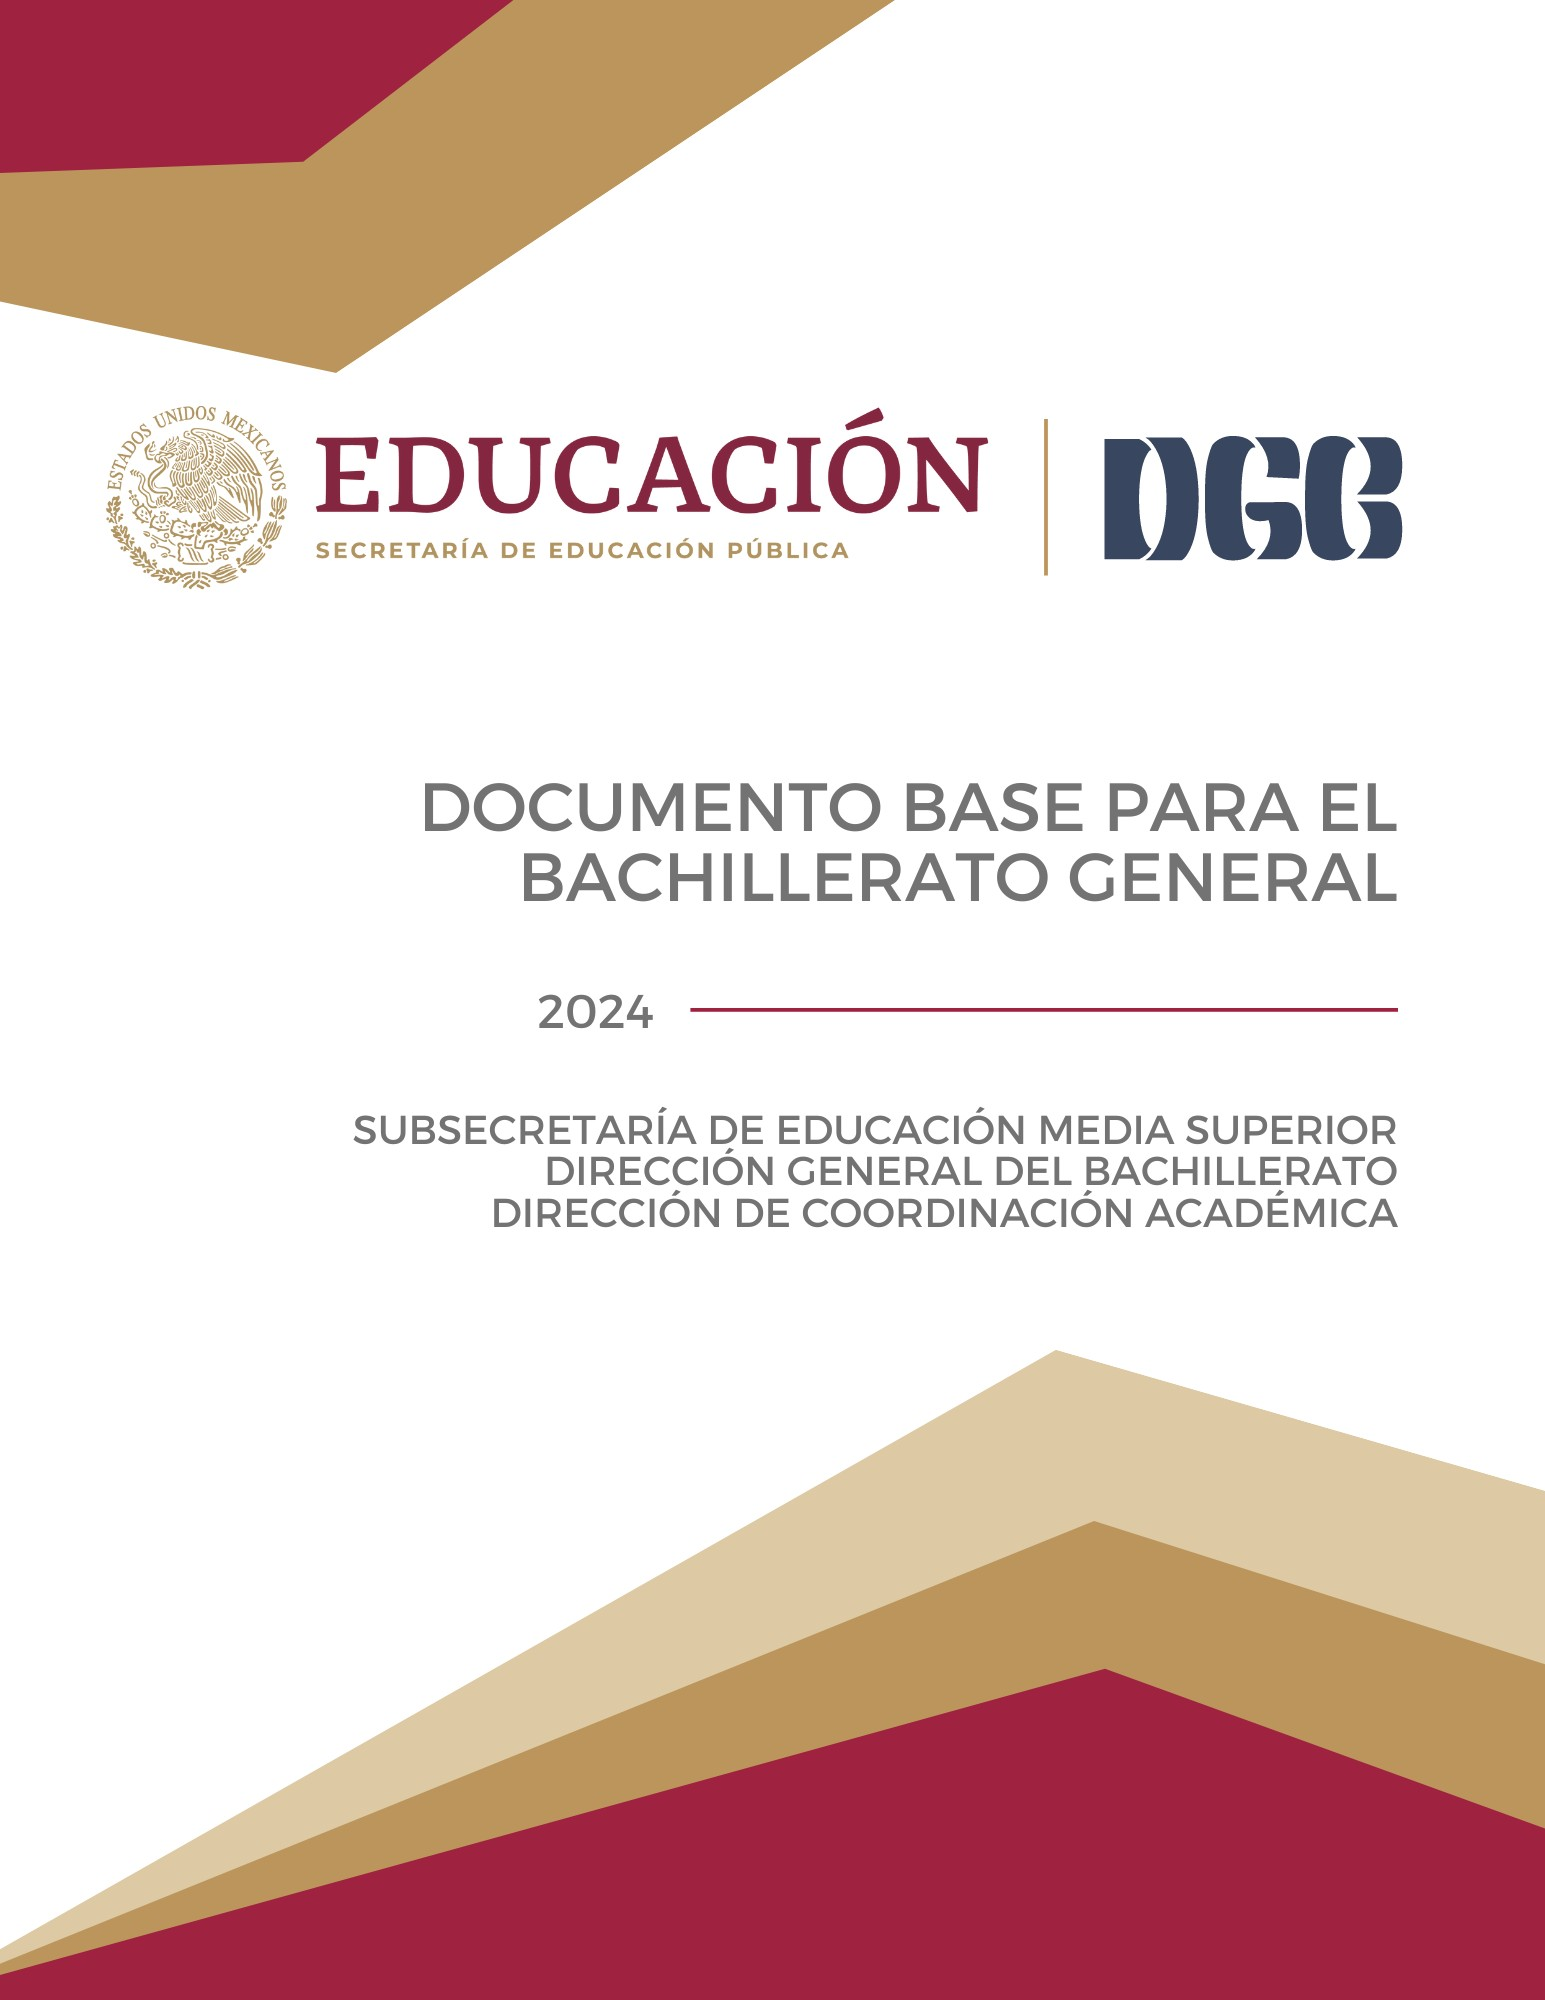 ESTADOS UNIDOS MEXICANOS
EDUCACIÓN
SECRETARÍA DE EDUCACIÓN PÚBLICA
DGB
DOCUMENTO BASE PARA EL
BACHILLERATO GENERAL
2024
SUBSECRETARÍA DE EDUCACIÓN MEDIA SUPERIOR
DIRECCIÓN GENERAL DEL BACHILLERATO
DIRECCIÓN DE COORDINACIÓN ACADÉMICA